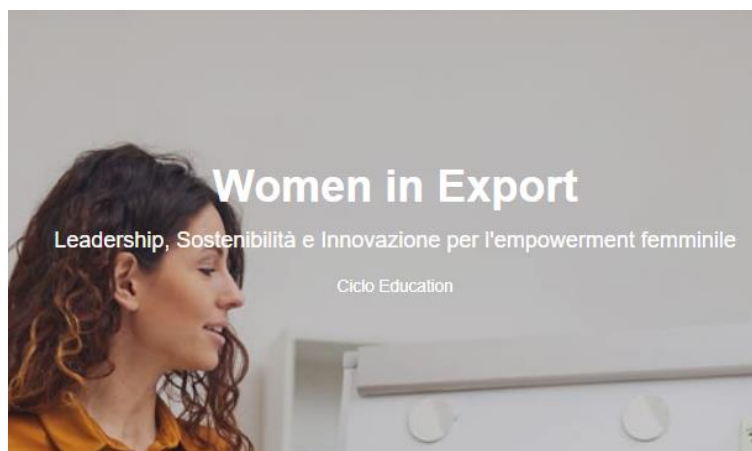 Women in Export
Leadership, Sostenibilità e Innovazione per l'empowerment femminile
Ciclo Education